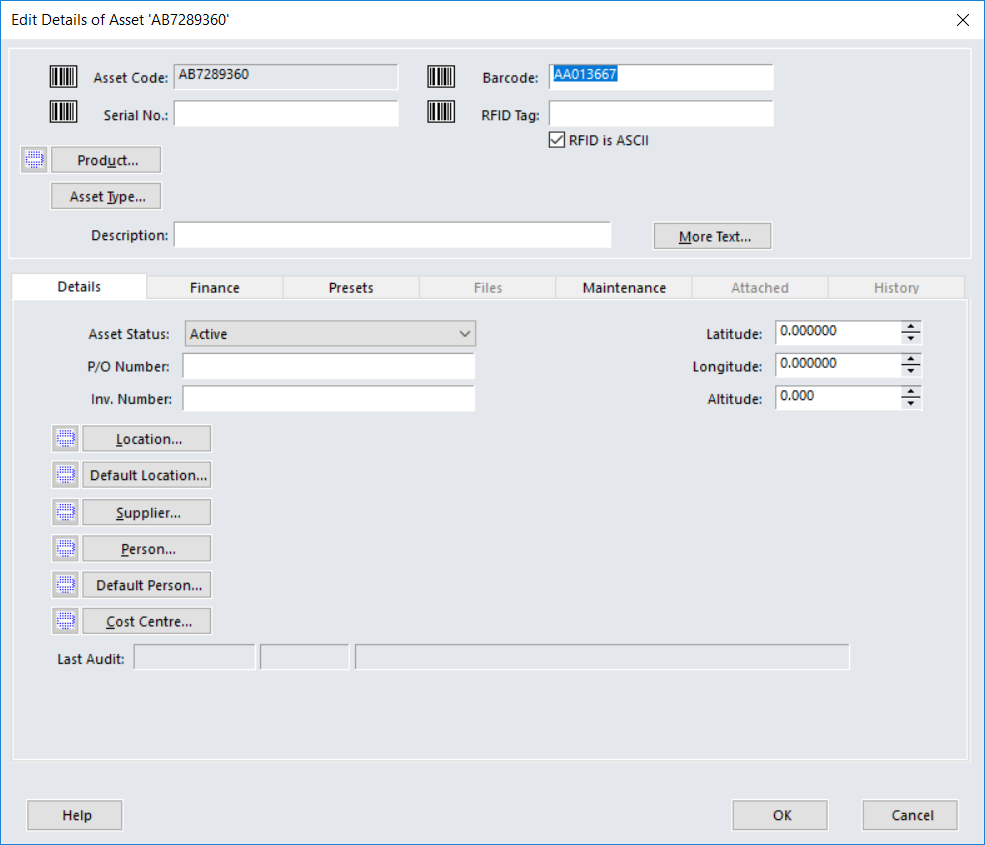 Edit Details of Asset 'AB7289360'
Asset Code: AB7289360 Barcode: AA013667
Serial No.: RFID Tag:
RFID is ASCII
Product...
Asset Type...
Description: More Text...
Details Finance Presets Files Maintenance Attached History
Asset Status: Active Latitude: 0.000000
P/O Number: Longitude: 0.000000
Inv. Number: Altitude: 0.000
Location...
Default Location...
Supplier...
Person...
Default Person...
Cost Centre...
Last Audit:
Help OK Cancel